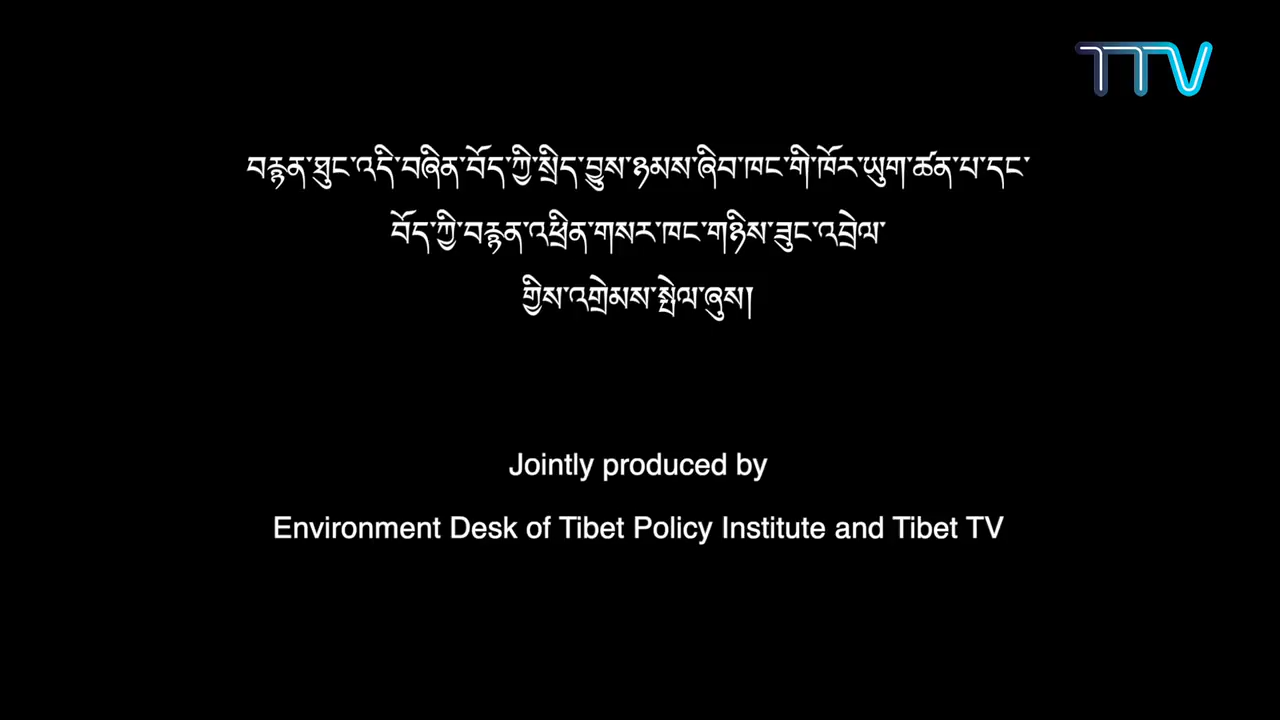 TTV
བརྙན་ཐུང་འདི་བཞིན་བོད་ཀྱི་སྲིད་བྱུས་ཉམས་ཞིབ་ཁང་གི་ཁོར་ཡུག་ཚན་པ་དང་
བོད་ཀྱི་བརྙན་འཕྲིན་གསར་ཁང་གཉིས་ཟུང་འབྲེལ་
གྱིས་འགྲེམས་སྤེལ་ཞུས།
Jointly produced by
Environment Desk of Tibet Policy Institute and Tibet TV